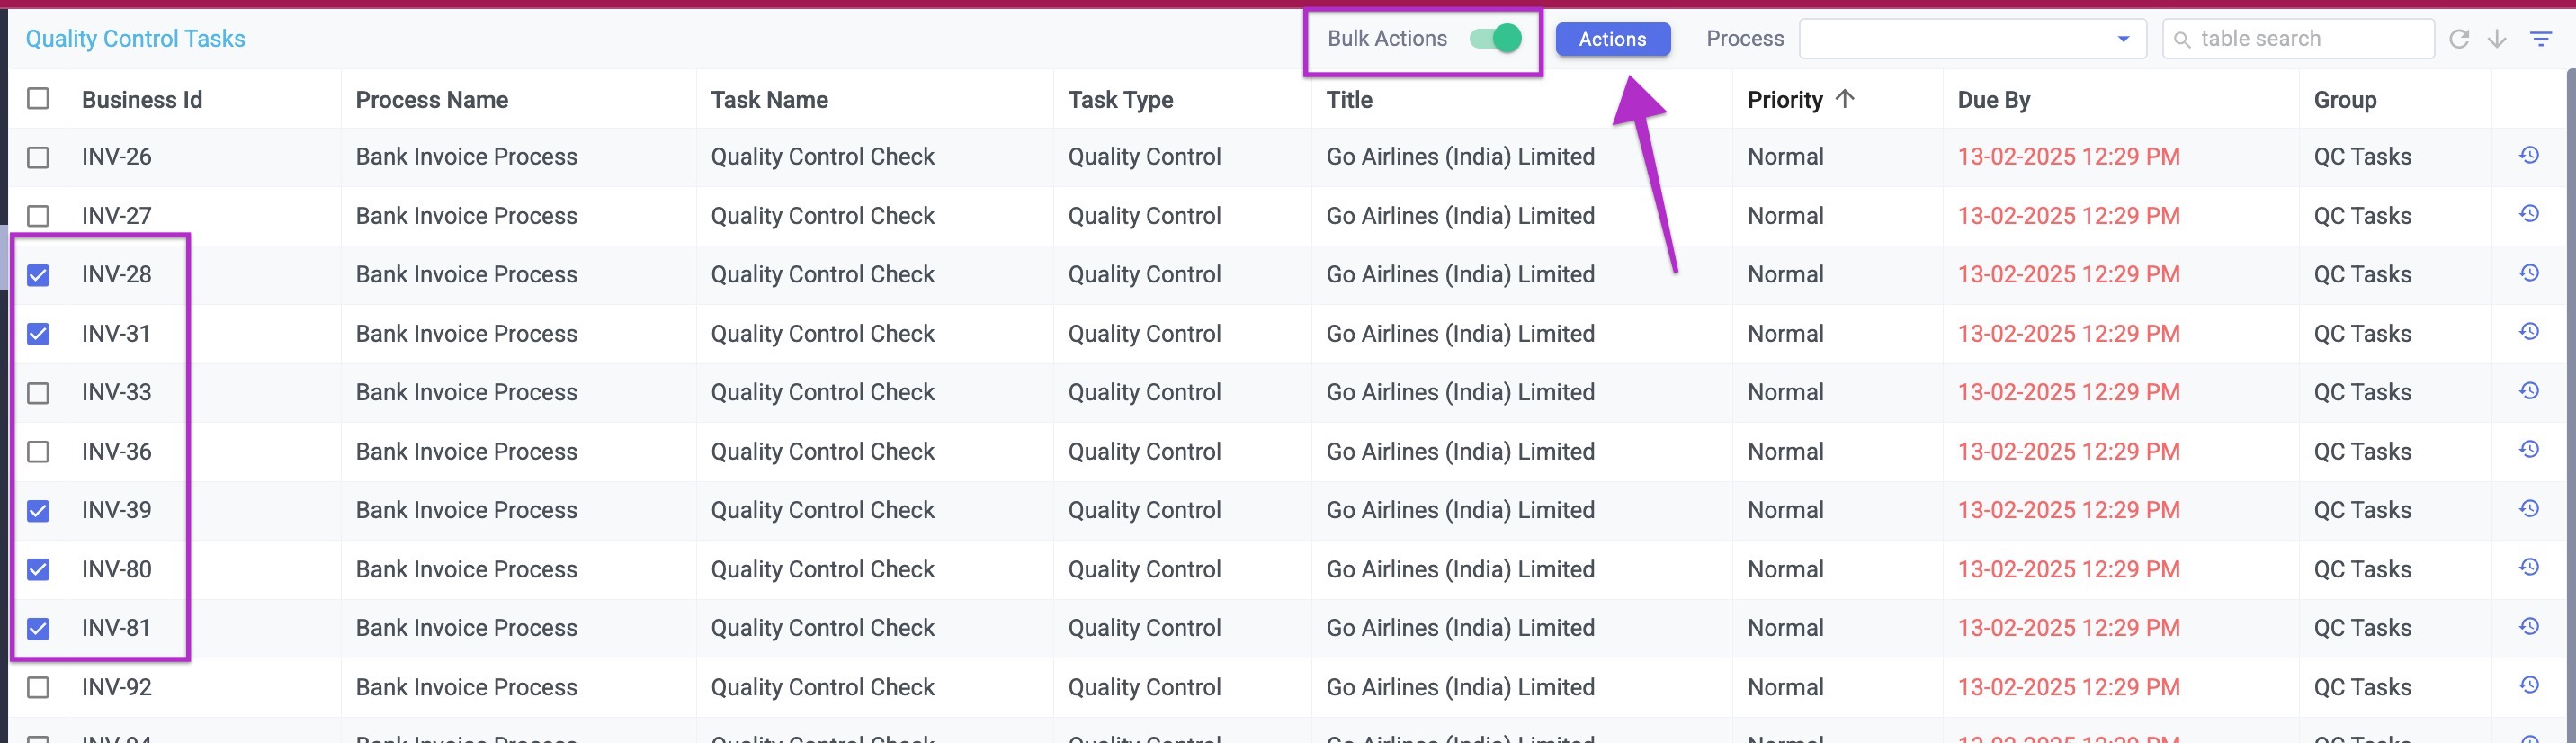 Quality Control Tasks Bulk Actions Actions Process table search
Business Id Process Name Task Name Task Type Title Priority Due By Group
INV-26 Bank Invoice Process Quality Control Check Quality Control Go Airlines (India) Limited Normal 13-02-2025 12:29 PM QC Tasks
INV-27 Bank Invoice Process Quality Control Check Quality Control Go Airlines (India) Limited Normal 13-02-2025 12:29 PM QC Tasks
INV-28 Bank Invoice Process Quality Control Check Quality Control Go Airlines (India) Limited Normal 13-02-2025 12:29 PM QC Tasks
INV-31 Bank Invoice Process Quality Control Check Quality Control Go Airlines (India) Limited Normal 13-02-2025 12:29 PM QC Tasks
INV-33 Bank Invoice Process Quality Control Check Quality Control Go Airlines (India) Limited Normal 13-02-2025 12:29 PM QC Tasks
INV-36 Bank Invoice Process Quality Control Check Quality Control Go Airlines (India) Limited Normal 13-02-2025 12:29 PM QC Tasks
INV-39 Bank Invoice Process Quality Control Check Quality Control Go Airlines (India) Limited Normal 13-02-2025 12:29 PM QC Tasks
INV-80 Bank Invoice Process Quality Control Check Quality Control Go Airlines (India) Limited Normal 13-02-2025 12:29 PM QC Tasks
INV-81 Bank Invoice Process Quality Control Check Quality Control Go Airlines (India) Limited Normal 13-02-2025 12:29 PM QC Tasks
INV-92 Bank Invoice Process Quality Control Check Quality Control Go Airlines (India) Limited Normal 13-02-2025 12:29 PM QC Tasks